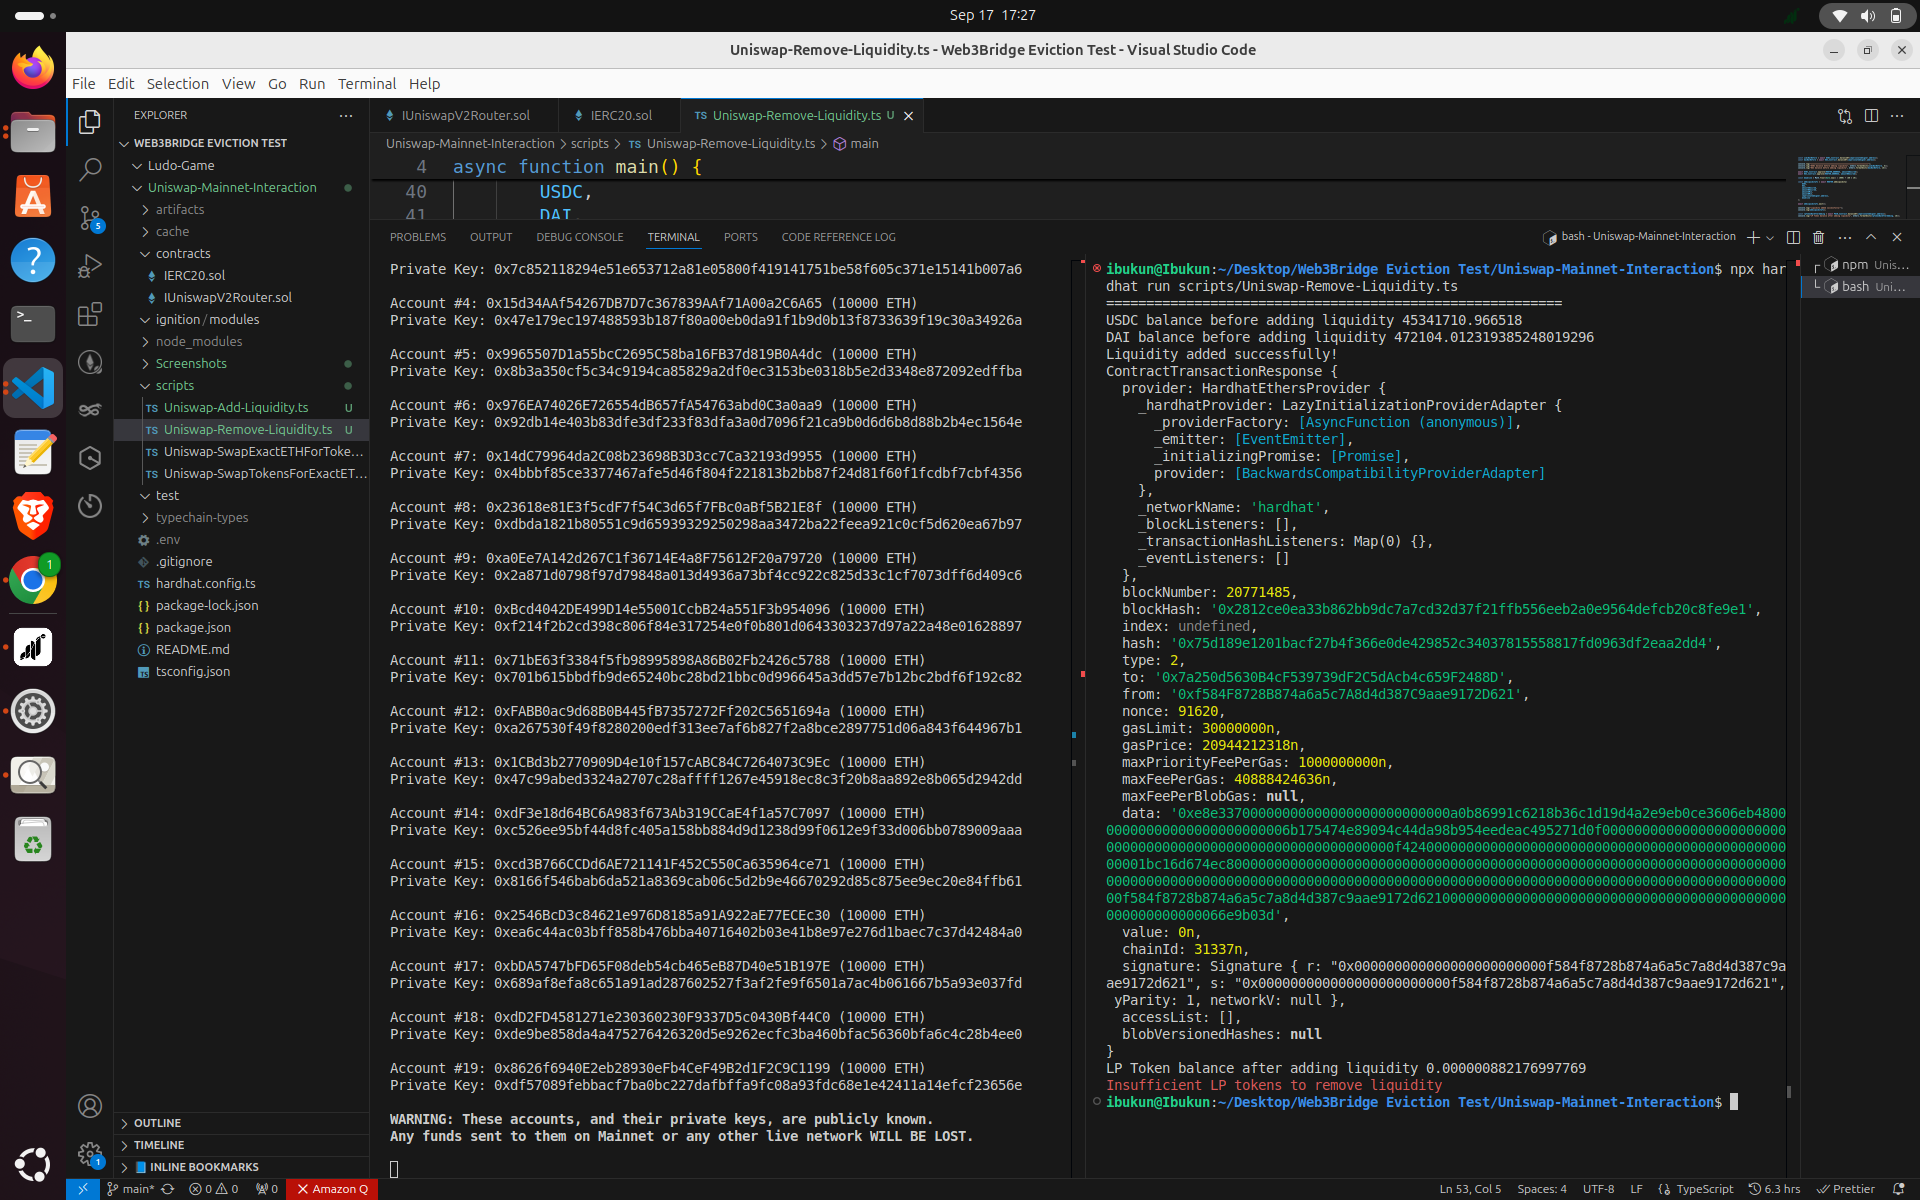 Sep 17 17:27
Uniswap-Remove-Liquidity.ts - Web3Bridge Eviction Test - Visual Studio Code
File Edit Selection View Go Run Terminal Help
EXPLORER
WEB3BRIDGE EVICTION TEST
Ludo-Game
Uniswap-Mainnet-Interaction
artifacts
cache
contracts
IERC20.sol
IUniswapV2Router.sol
ignition / modules
node_modules
Screenshots
scripts
TS Uniswap-Add-Liquidity.ts U
TS Uniswap-Remove-Liquidity.ts U
TS Uniswap-SwapExactETHForToke...
TS Uniswap-SwapTokensForExactET...
test
typechain-types
.env
.gitignore
TS hardhat.config.ts
{} package-lock.json
{} package.json
README.md
tsconfig.json
OUTLINE
TIMELINE
INLINE BOOKMARKS
IUniswapV2Router.sol IERC20.sol TS Uniswap-Remove-Liquidity.ts U
Uniswap-Mainnet-Interaction > scripts > TS Uniswap-Remove-Liquidity.ts > main
4 async function main() {
40 USDC,
41 DAI,
PROBLEMS OUTPUT DEBUG CONSOLE TERMINAL PORTS CODE REFERENCE LOG
bash - Uniswap-Mainnet-Interaction
Private Key: 0x7c852118294e51e653712a81e05800f419141751be58f605c371e15141b007a6
Account #4: 0x15d34AAf54267DB7D7c367839AAf71A00a2C6A65 (10000 ETH)
Private Key: 0x47e179ec197488593b187f80a00eb0da91f1b9d0b13f8733639f19c30a34926a
Account #5: 0x9965507D1a55bcC2695C58ba16FB37d819B0A4dc (10000 ETH)
Private Key: 0x8b3a350cf5c34c9194ca85829a2df0ec3153be0318b5e2d3348e872092edffba
Account #6: 0x976EA74026E726554dB657fA54763abd0C3a0aa9 (10000 ETH)
Private Key: 0x92db14e403b83dfe3df233f83dfa3a0d7096f21ca9b0d6d6b8d88b2b4ec1564e
Account #7: 0x14dC79964da2C08b23698B3D3cc7Ca32193d9955 (10000 ETH)
Private Key: 0x4bbbf85ce3377467afe5d46f804f221813b2bb87f24d81f60f1fcdbf7cbf4356
Account #8: 0x23618e81E3f5cdF7f54C3d65f7FBc0aBf5B21E8f (10000 ETH)
Private Key: 0xdbda1821b80551c9d65939329250298aa3472ba22feea921c0cf5d620ea67b97
Account #9: 0xa0Ee7A142d267C1f36714E4a8F75612F20a79720 (10000 ETH)
Private Key: 0x2a871d0798f97d79848a013d4936a73bf4cc922c825d33c1cf7073dff6d409c6
Account #10: 0xBcd4042DE499D14e55001CcbB24a551F3b954096 (10000 ETH)
Private Key: 0xf214f2b2cd398c806f84e317254e0f0b801d0643303237d97a22a48e01628897
Account #11: 0x71bE63f3384f5fb98995898A86B02Fb2426c5788 (10000 ETH)
Private Key: 0x701b615bbdfb9de65240bc28bd21bbc0d996645a3dd57e7b12bc2bdf6f192c82
Account #12: 0xFABB0ac9d68B0B445fB7357272Ff202C5651694a (10000 ETH)
Private Key: 0xa267530f49f8280200edf313ee7af6b827f2a8bce2897751d06a843f644967b1
Account #13: 0x1CBd3b2770909D4e10f157cABC84C7264073C9Ec (10000 ETH)
Private Key: 0x47c99abed3324a2707c28affff1267e45918ec8c3f20b8aa892e8b065d2942dd
Account #14: 0xdF3e18d64BC6A983f673Ab319CCaE4f1a57C7097 (10000 ETH)
Private Key: 0xc526ee95bf44d8fc405a158bb884d9d1238d99f0612e9f33d006bb0789009aaa
Account #15: 0xcd3B766CCDd6AE721141F452C550Ca635964ce71 (10000 ETH)
Private Key: 0x8166f546bab6da521a8369cab06c5d2b9e46670292d85c875ee9ec20e84ffb61
Account #16: 0x2546BcD3c84621e976D8185a91A922aE77ECEc30 (10000 ETH)
Private Key: 0xea6c44ac03bff858b476bba40716402b03e41b8e97e276d1baec7c37d42484a0
Account #17: 0xbDA5747bFD65F08deb54cb465eB87D40e51B197E (10000 ETH)
Private Key: 0x689af8efa8c651a91ad287602527f3af2fe9f6501a7ac4b061667b5a93e037fd
Account #18: 0xdD2FD4581271e230360230F9337D5c0430Bf44C0 (10000 ETH)
Private Key: 0xde9be858da4a475276426320d5e9262ecfc3ba460bfac56360bfa6c4c28b4ee0
Account #19: 0x8626f6940E2eb28930eFb4CeF49B2d1F2C9C1199 (10000 ETH)
Private Key: 0xdf57089febbacf7ba0bc227dafbffa9fc08a93fdc68e1e42411a14efcf23656e
WARNING: These accounts, and their private keys, are publicly known.
Any funds sent to them on Mainnet or any other live network WILL BE LOST.
ibukun@Ibukun:~/Desktop/Web3Bridge Eviction Test/Uniswap-Mainnet-Interaction$ npx har
dhat run scripts/Uniswap-Remove-Liquidity.ts
=========================================================
USDC balance before adding liquidity 45341710.966518
DAI balance before adding liquidity 472104.012319385248019296
Liquidity added successfully!
ContractTransactionResponse {
provider: HardhatEthersProvider {
_hardhatProvider: LazyInitializationProviderAdapter {
_providerFactory: [AsyncFunction (anonymous)],
_emitter: [EventEmitter],
_initializingPromise: [Promise],
provider: [BackwardsCompatibilityProviderAdapter]
},
_networkName: 'hardhat',
_blockListeners: [],
_transactionHashListeners: Map(0) {},
_eventListeners: []
},
blockNumber: 20771485,
blockHash: '0x2812ce0ea33b862bb9dc7a7cd32d37f21ffb556eeb2a0e9564defcb20c8fe9e1',
index: undefined,
hash: '0x75d189e1201bacf27b4f366e0de429852c34037815558817fd0963df2eaa2dd4',
type: 2,
to: '0x7a250d5630B4cF539739dF2C5dAcb4c659F2488D',
from: '0xf584F8728B874a6a5c7A8d4d387C9aae9172D621',
nonce: 91620,
gasLimit: 30000000n,
gasPrice: 20944212318n,
maxPriorityFeePerGas: 1000000000n,
maxFeePerGas: 40888424636n,
maxFeePerBlobGas: null,
data: '0xe8e33700000000000000000000000000a0b86991c6218b36c1d19d4a2e9eb0ce3606eb4800
00000000000000000000006b175474e89094c44da98b954eedeac495271d0f00000000000000000000000
000000000000000000000000000000000000f424000000000000000000000000000000000000000000000
00001bc16d674ec8000000000000000000000000000000000000000000000000000000000000000000000
0000000000000000000000000000000000000000000000000000000000000000000000000000000000000
00f584f8728b874a6a5c7a8d4d387c9aae9172d6210000000000000000000000000000000000000000000
000000000000066e9b03d',
value: 0n,
chainId: 31337n,
signature: Signature { r: "0x000000000000000000000000f584f8728b874a6a5c7a8d4d387c9a
ae9172d621", s: "0x000000000000000000000000f584f8728b874a6a5c7a8d4d387c9aae9172d621",
yParity: 1, networkV: null },
accessList: [],
blobVersionedHashes: null
}
LP Token balance after adding liquidity 0.000000882176997769
Insufficient LP tokens to remove liquidity
ibukun@Ibukun:~/Desktop/Web3Bridge Eviction Test/Uniswap-Mainnet-Interaction$
npm Unis...
bash Uni...
main* 0 0 0 Amazon Q
Ln 53, Col 5 Spaces: 4 UTF-8 LF {} TypeScript 6.3 hrs Prettier